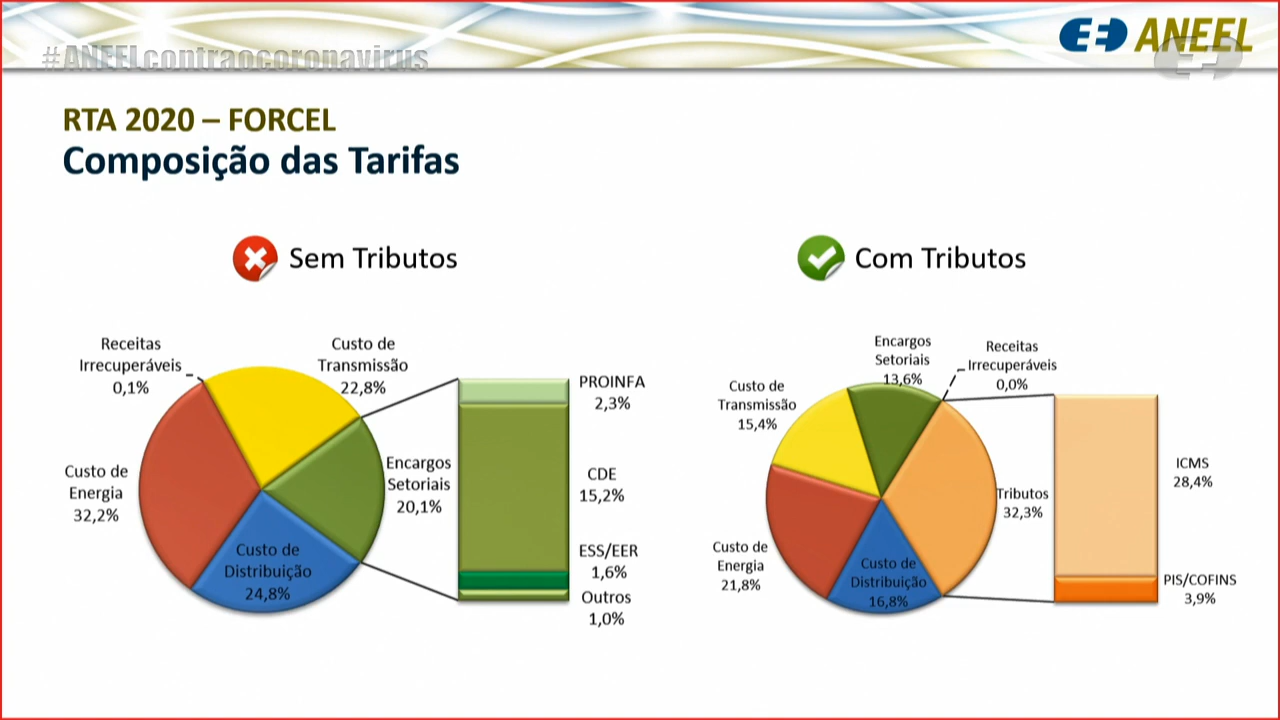 #ANEELcontraocoronavirus
ANEEL
RTA 2020 – FORCEL
Composição das Tarifas
Sem Tributos
Receitas
Irrecuperáveis
0,1%
Custo de
Transmissão
22,8%
Custo de
Energia
32,2%
Encargos
Setoriais
20,1%
Custo de
Distribuição
24,8%
PROINFA
2,3%
CDE
15,2%
ESS/EER
1,6%
Outros
1,0%
Com Tributos
Encargos
Setoriais
13,6%
Receitas
Irrecuperáveis
0,0%
Custo de
Transmissão
15,4%
Tributos
32,3%
Custo de
Energia
21,8%
Custo de
Distribuição
16,8%
ICMS
28,4%
PIS/COFINS
3,9%